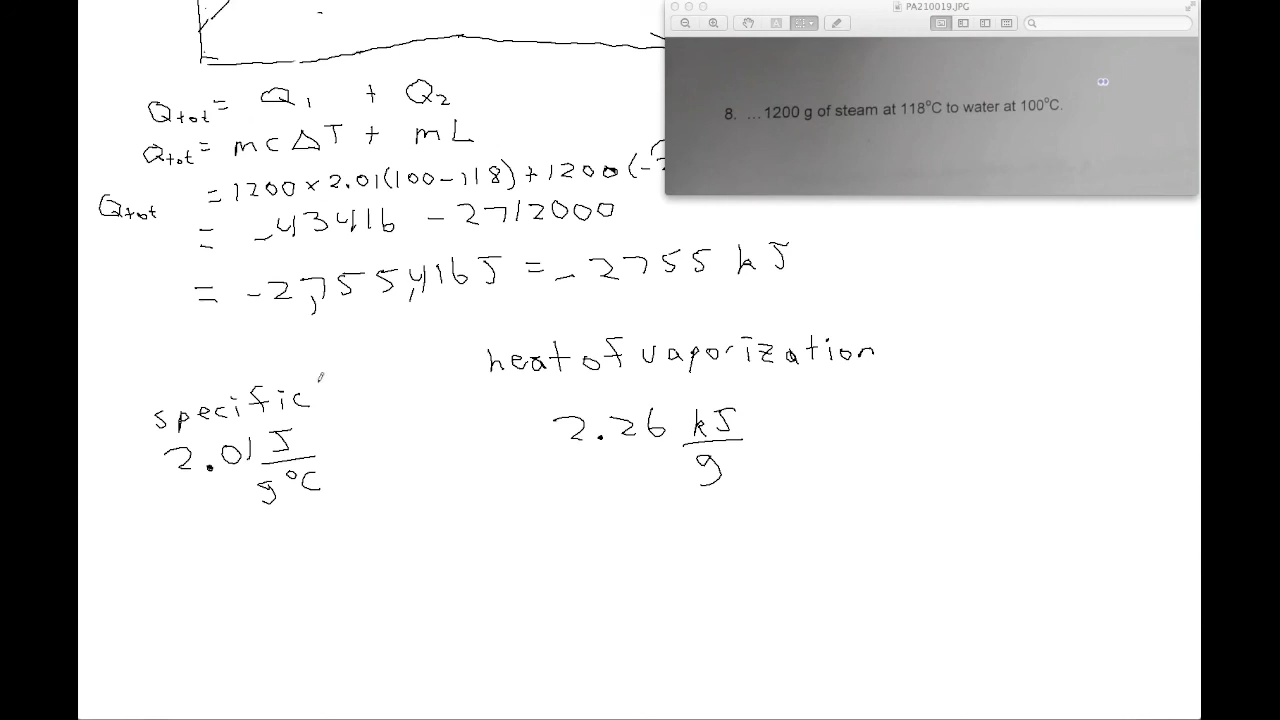 PA210019.JPG
8. ...1200 g of steam at 118°C to water at 100°C.
Qtot = Q1 + Q2
Qtot = mc△T + mL
= 1200 × 2.01(100-118) + 1200(-
Qtot
= -43416 - 2712000
= -2,755,416J = -2755 kJ
heat of vaporization
specific
2.01 J
g°C
2.26 kJ
g